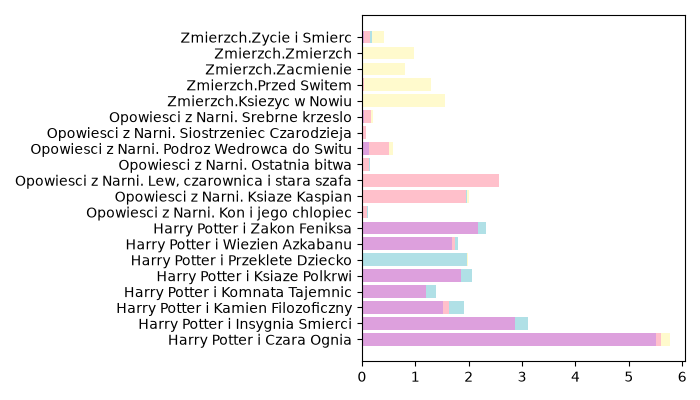 Zmierzch.Zycie i Smierc
Zmierzch.Zmierzch
Zmierzch.Zacmienie
Zmierzch.Przed Switem
Zmierzch.Ksiezyc w Nowiu
Opowiesci z Narni. Srebrne krzeslo
Opowiesci z Narni. Siostrzeniec Czarodzieja
Opowiesci z Narni. Podroz Wedrowca do Switu
Opowiesci z Narni. Ostatnia bitwa
Opowiesci z Narni. Lew, czarownica i stara szafa
Opowiesci z Narni. Ksiaze Kaspian
Opowiesci z Narni. Kon i jego chlopiec
Harry Potter i Zakon Feniksa
Harry Potter i Wiezien Azkabanu
Harry Potter i Przeklete Dziecko
Harry Potter i Ksiaze Polkrwi
Harry Potter i Komnata Tajemnic
Harry Potter i Kamien Filozoficzny
Harry Potter i Insygnia Smierci
Harry Potter i Czara Ognia
0 1 2 3 4 5 6